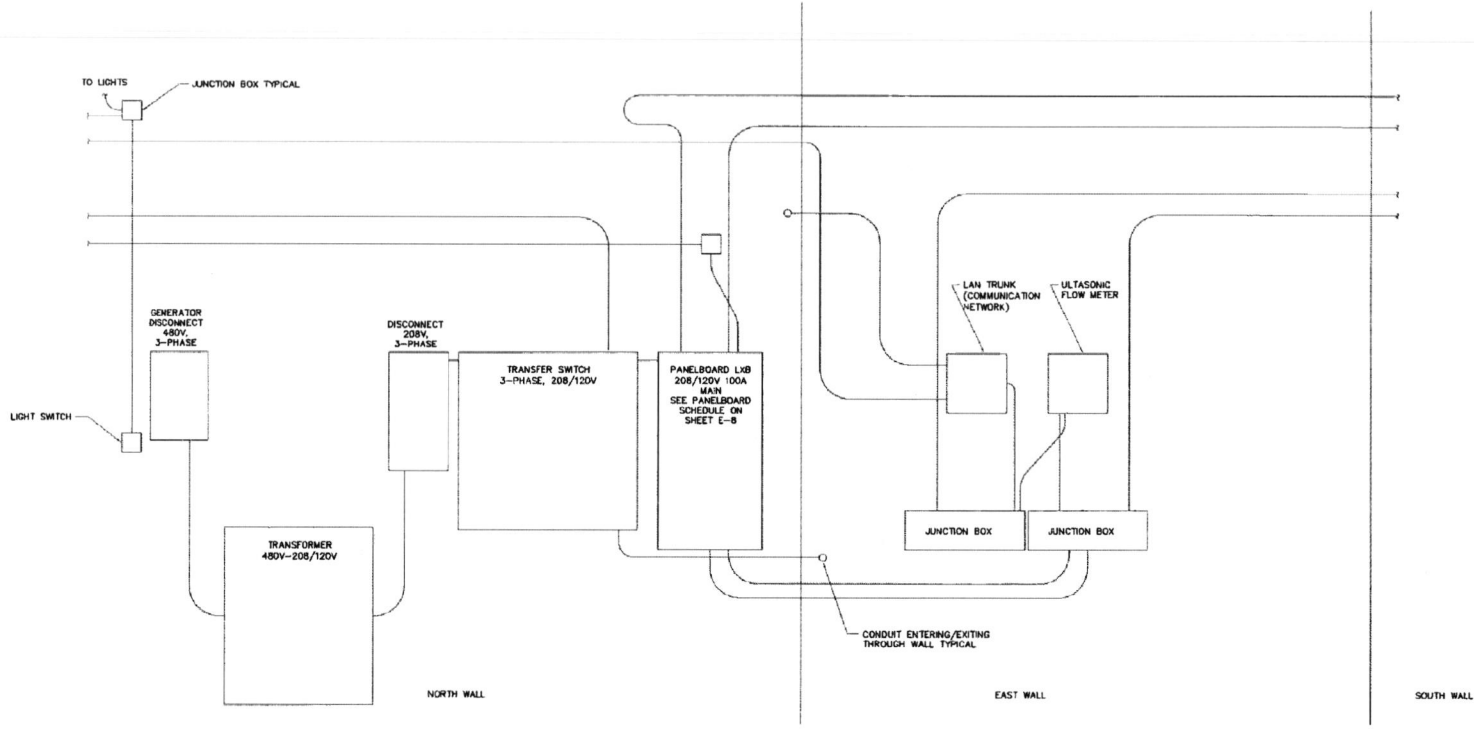 TO LIGHTS
JUNCTION BOX TYPICAL
GENERATOR
DISCONNECT
480V,
3-PHASE
DISCONNECT
208V,
3-PHASE
TRANSFER SWITCH
3-PHASE, 208/120V
PANELBOARD LXB
208/120V 100A
MAIN
SEE PANELBOARD
SCHEDULE ON
SHEET E-8
LAN TRUNK
(COMMUNICATION
NETWORK)
ULTASONIC
FLOW METER
LIGHT SWITCH
TRANSFORMER
480V-208/120V
JUNCTION BOX
JUNCTION BOX
CONDUIT ENTERING/EXITING
THROUGH WALL TYPICAL
NORTH WALL
EAST WALL
SOUTH WALL